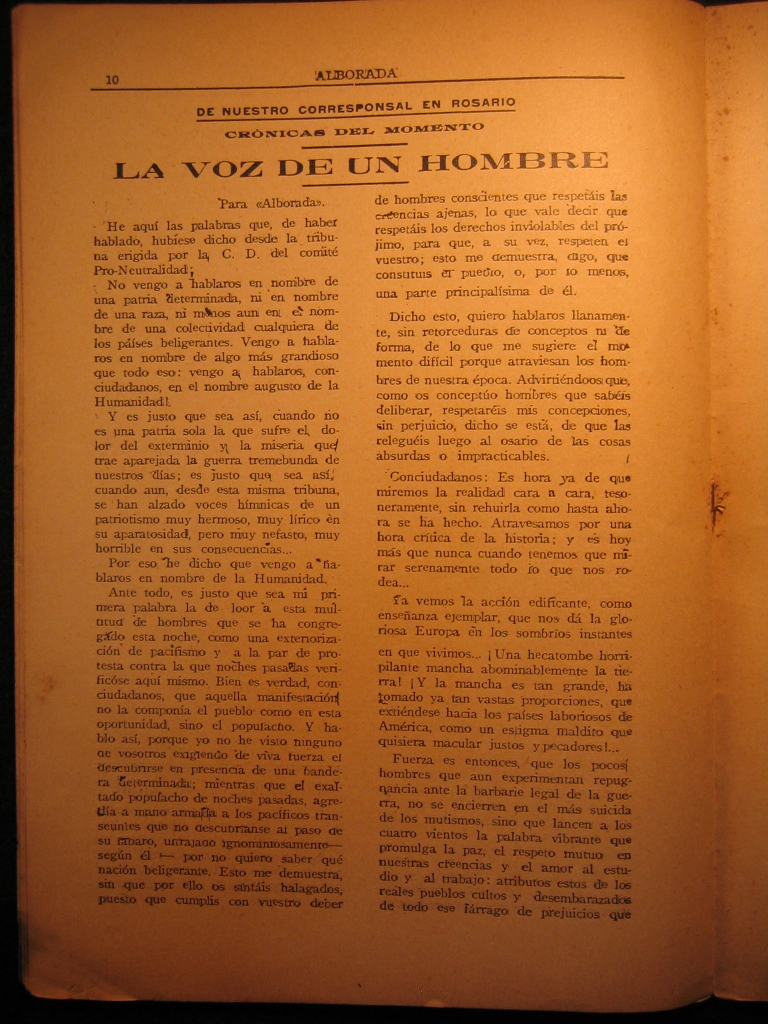 10
ALBORADA
DE NUESTRO CORRESPONSAL EN ROSARIO
CRÓNICAS DEL MOMENTO
LA VOZ DE UN HOMBRE
Para «Alborada».
He aquí las palabras que, de haber
hablado, hubiese dicho desde la tribu-
na erigida por la C. D. del comité
Pro-Neutralidad;
No vengo a hablaros en nombre de
una patria determinada, ni en nombre
de una raza, ni menos aun en el nom-
bre de una colectividad cualquiera de
los países beligerantes. Vengo a habla-
ros en nombre de algo más grandioso
que todo eso: vengo a hablaros, con-
ciudadanos, en el nombre augusto de la
Humanidad!
Y es justo que sea así, cuando no
es una patria sola la que sufre el do-
lor del exterminio y la miseria que
trae aparejada la guerra tremebunda de
nuestros días; es justo que sea así,
cuando aun, desde esta misma tribuna,
se han alzado voces hímnicas de un
patriotismo muy hermoso, muy lírico en
su aparatosidad, pero muy nefasto, muy
horrible en sus consecuencias...
Por eso he dicho que vengo a ha-
blaros en nombre de la Humanidad.
Ante todo, es justo que sea mi pri-
mera palabra la de loor a esta mul-
titud de hombres que se ha congre-
gado esta noche, como una exterioriza-
ción de pacifismo y a la par de pro-
testa contra la que noches pasadas veri-
ficóse aquí mismo. Bien es verdad, con-
ciudadanos, que aquella manifestación
no la componía el pueblo como en esta
oportunidad, sino el populacho. Y ha-
blo así, porque yo no he visto ninguno
de vosotros exigiendo de viva fuerza el
descubrirse en presencia de una bande-
ra determinada; mientras que el exal-
tado populacho de noches pasadas, agre-
día a mano armada a los pacíficos tran-
seuntes que no descubríanse al paso de
su lábaro, ultrajado ignominiosamente—
según él — por no quiero saber qué
nación beligerante. Esto me demuestra,
sin que por ello os sintáis halagados,
puesto que cumplís con vuestro deber
de hombres conscientes que respetáis las
creencias ajenas, lo que vale decir que
respetáis los derechos inviolables del pró-
jimo, para que, a su vez, respeten el
vuestro; esto me demuestra, digo, que
constituís el pueblo, o, por lo menos,
una parte principalísima de él.
Dicho esto, quiero hablaros llanamen-
te, sin retorceduras de conceptos ni de
forma, de lo que me sugiere el mo-
mento difícil porque atraviesan los hom-
bres de nuestra época. Advirtiéndoos que,
como os conceptúo hombres que sabéis
deliberar, respetaréis mis concepciones,
sin perjuicio, dicho se está, de que las
releguéis luego al osario de las cosas
absurdas o impracticables.
Conciudadanos: Es hora ya de que
miremos la realidad cara a cara, teso-
neramente, sin rehuirla como hasta aho-
ra se ha hecho. Atravesamos por una
hora crítica de la historia; y es hoy
más que nunca cuando tenemos que mi-
rar serenamente todo lo que nos ro-
dea...
Ya vemos la acción edificante, como
enseñanza ejemplar, que nos dá la glo-
riosa Europa en los sombríos instantes
en que vivimos... ¡Una hecatombe horri-
pilante mancha abominablemente la tie-
rra! ¡Y la mancha es tan grande, ha
tomado ya tan vastas proporciones, que
extiéndese hacia los países laboriosos de
América, como un estigma maldito que
quisiera macular justos y pecadores!...
Fuerza es entonces, que los pocos
hombres que aun experimentan repug-
nancia ante la barbarie legal de la gue-
rra, no se encierren en el más suicida
de los mutismos, sino que lancen a los
cuatro vientos la palabra vibrante que
promulga la paz, el respeto mutuo en
nuestras creencias y el amor al estu-
dio y al trabajo: atributos estos de los
reales pueblos cultos y desembarazados
de todo ese fárrago de prejuicios que